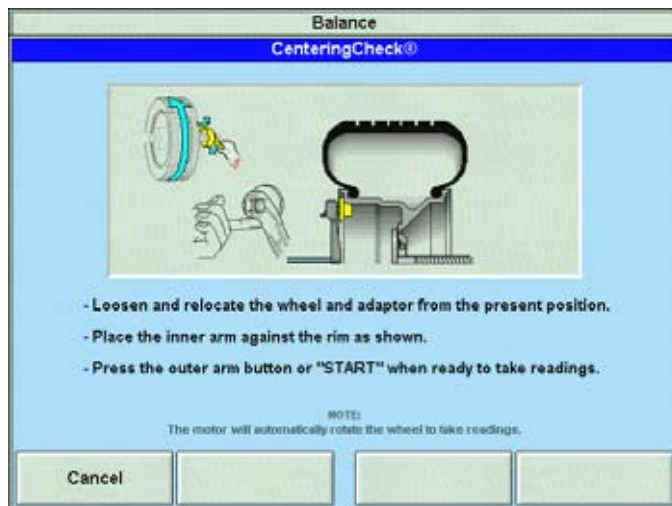 Balance
CenteringCheck®
- Loosen and relocate the wheel and adaptor from the present position.
- Place the inner arm against the rim as shown.
- Press the outer arm button or "START" when ready to take readings.
NOTE:
The motor will automatically rotate the wheel to take readings.
Cancel